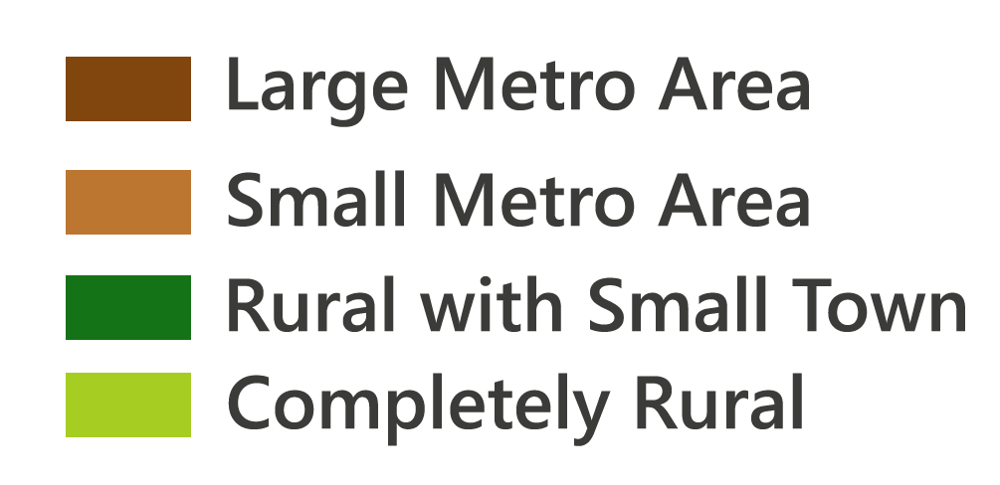 Large Metro Area
Small Metro Area
Rural with Small Town
Completely Rural